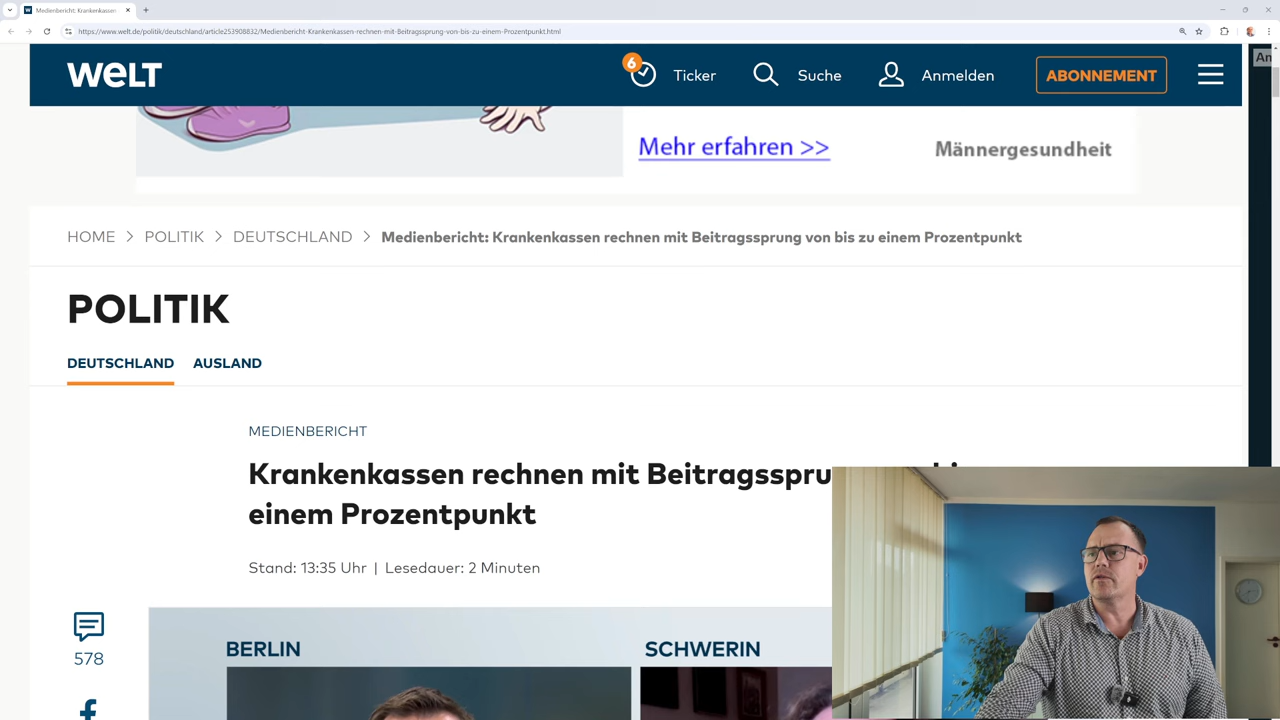 Medienbericht: Krankenkassen
https://www.welt.de/politik/deutschland/article253908832/Medienbericht-Krankenkassen-rechnen-mit-Beitragssprung-von-bis-zu-einem-Prozentpunkt.html
WELT
6
Ticker
Suche
Anmelden
ABONNEMENT
An
Mehr erfahren >>
Männergesundheit
HOME > POLITIK > DEUTSCHLAND > Medienbericht: Krankenkassen rechnen mit Beitragssprung von bis zu einem Prozentpunkt
POLITIK
DEUTSCHLAND AUSLAND
MEDIENBERICHT
Krankenkassen rechnen mit Beitragsspru
einem Prozentpunkt
Stand: 13:35 Uhr | Lesedauer: 2 Minuten
578
BERLIN
SCHWERIN